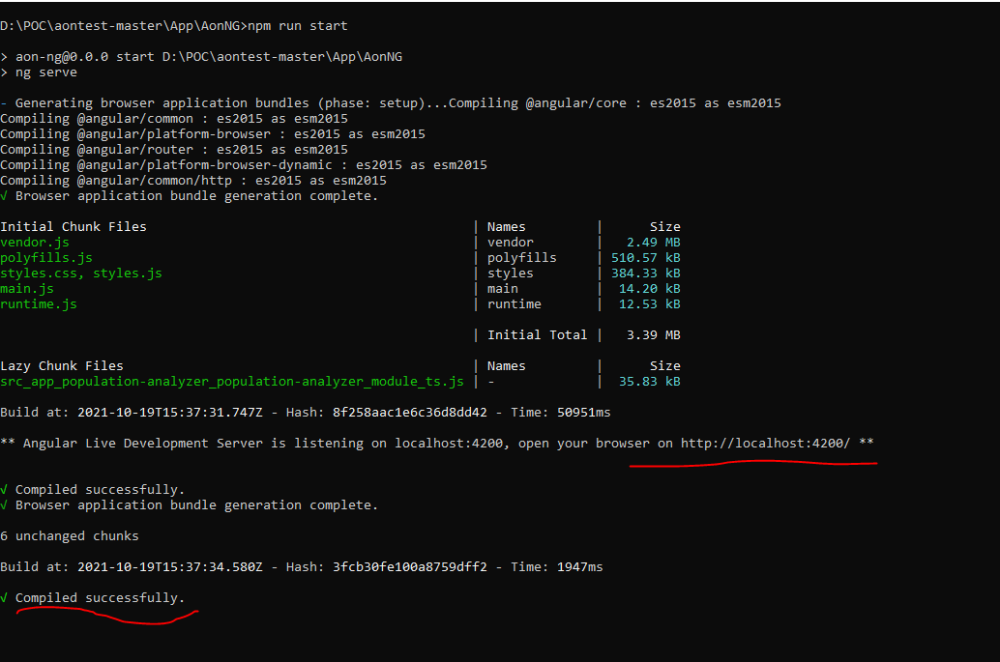 D:\POC\aontest-master\App\AonNG>npm run start
> aon-ng@0.0.0 start D:\POC\aontest-master\App\AonNG
> ng serve
- Generating browser application bundles (phase: setup)...Compiling @angular/core : es2015 as esm2015
Compiling @angular/common : es2015 as esm2015
Compiling @angular/platform-browser : es2015 as esm2015
Compiling @angular/router : es2015 as esm2015
Compiling @angular/platform-browser-dynamic : es2015 as esm2015
Compiling @angular/common/http : es2015 as esm2015
√ Browser application bundle generation complete.
Initial Chunk Files | Names | Size
vendor.js | vendor | 2.49 MB
polyfills.js | polyfills | 510.57 kB
styles.css, styles.js | styles | 384.33 kB
main.js | main | 14.20 kB
runtime.js | runtime | 12.53 kB
| Initial Total | 3.39 MB
Lazy Chunk Files | Names | Size
src_app_population-analyzer_population-analyzer_module_ts.js | - | 35.83 kB
Build at: 2021-10-19T15:37:31.747Z - Hash: 8f258aac1e6c36d8dd42 - Time: 50951ms
** Angular Live Development Server is listening on localhost:4200, open your browser on http://localhost:4200/ **
√ Compiled successfully.
√ Browser application bundle generation complete.
6 unchanged chunks
Build at: 2021-10-19T15:37:34.580Z - Hash: 3fcb30fe100a8759dff2 - Time: 1947ms
√ Compiled successfully.